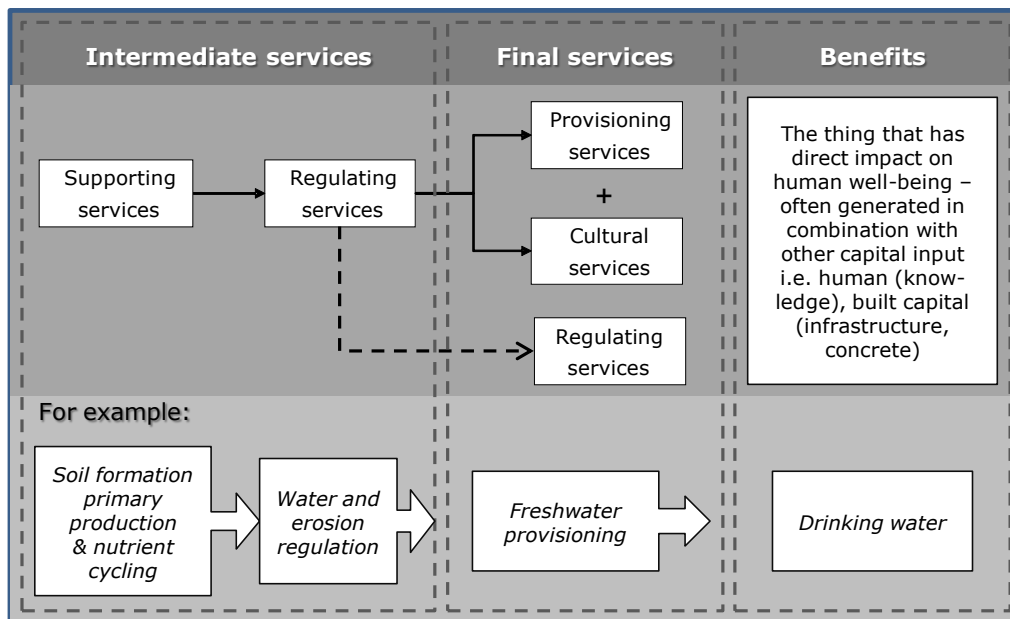 Intermediate services
Final services
Benefits
Supporting
services
Regulating
services
Provisioning
services
+
Cultural
services
Regulating
services
The thing that has
direct impact on
human well-being –
often generated in
combination with
other capital input
i.e. human (know-
ledge), built capital
(infrastructure,
concrete)
For example:
Soil formation
primary
production
& nutrient
cycling
Water and
erosion
regulation
Freshwater
provisioning
Drinking water